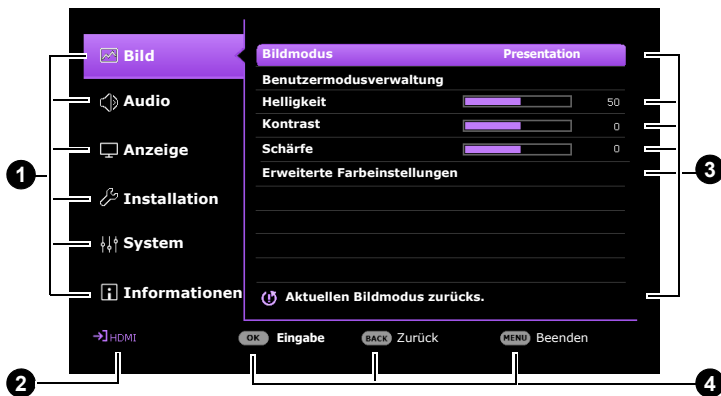 Bild
Audio
Anzeige
Installation
System
Informationen
Bildmodus Presentation
Benutzermodusverwaltung
Helligkeit 50
Kontrast 0
Schärfe 0
Erweiterte Farbeinstellungen
Aktuellen Bildmodus zurücks.
HDMI
OK Eingabe BACK Zurück MENU Beenden
1
3
2
4